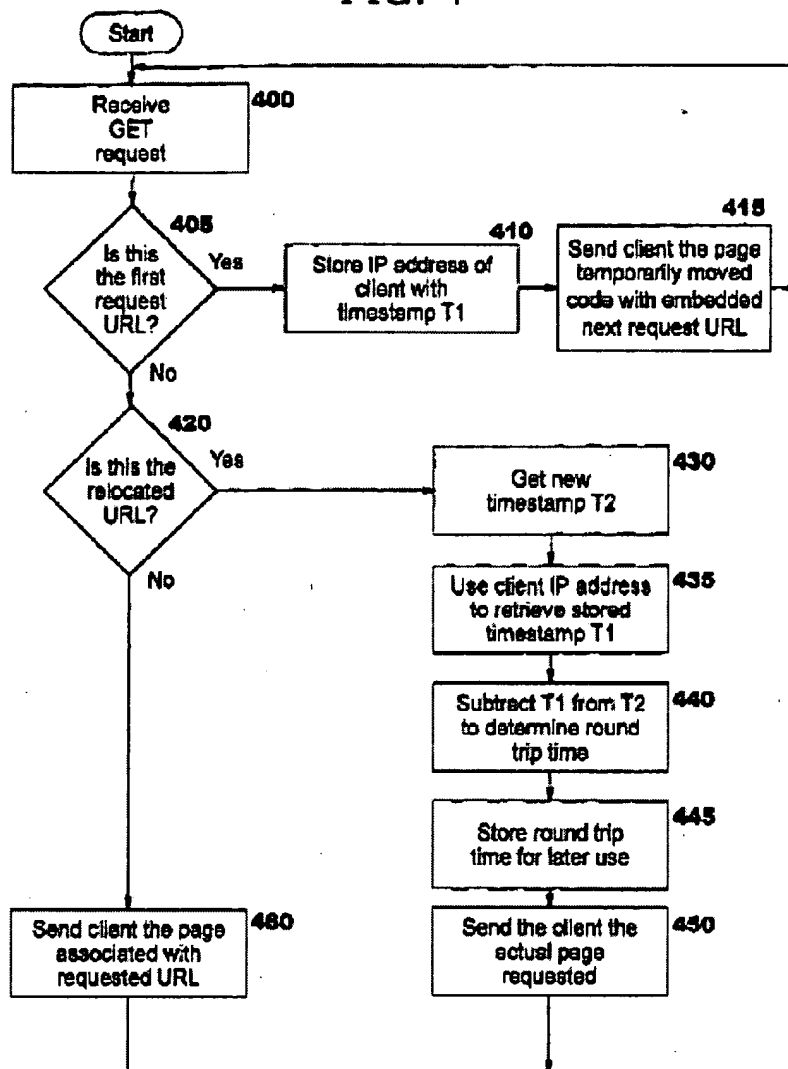 Start
Receive
GET
request
400
Is this
the first
request
URL?
405
Yes
No
Store IP address of
client with
timestamp T1
410
Send client the page
temporarily moved
code with embedded
next request URL
415
Is this the
relocated
URL?
420
Yes
No
Get new
timestamp T2
430
Use client IP address
to retrieve stored
timestamp T1
435
Subtract T1 from T2
to determine round
trip time
440
Store round trip
time for later use
445
Send the client the
actual page
requested
450
Send client the page
associated with
requested URL
460